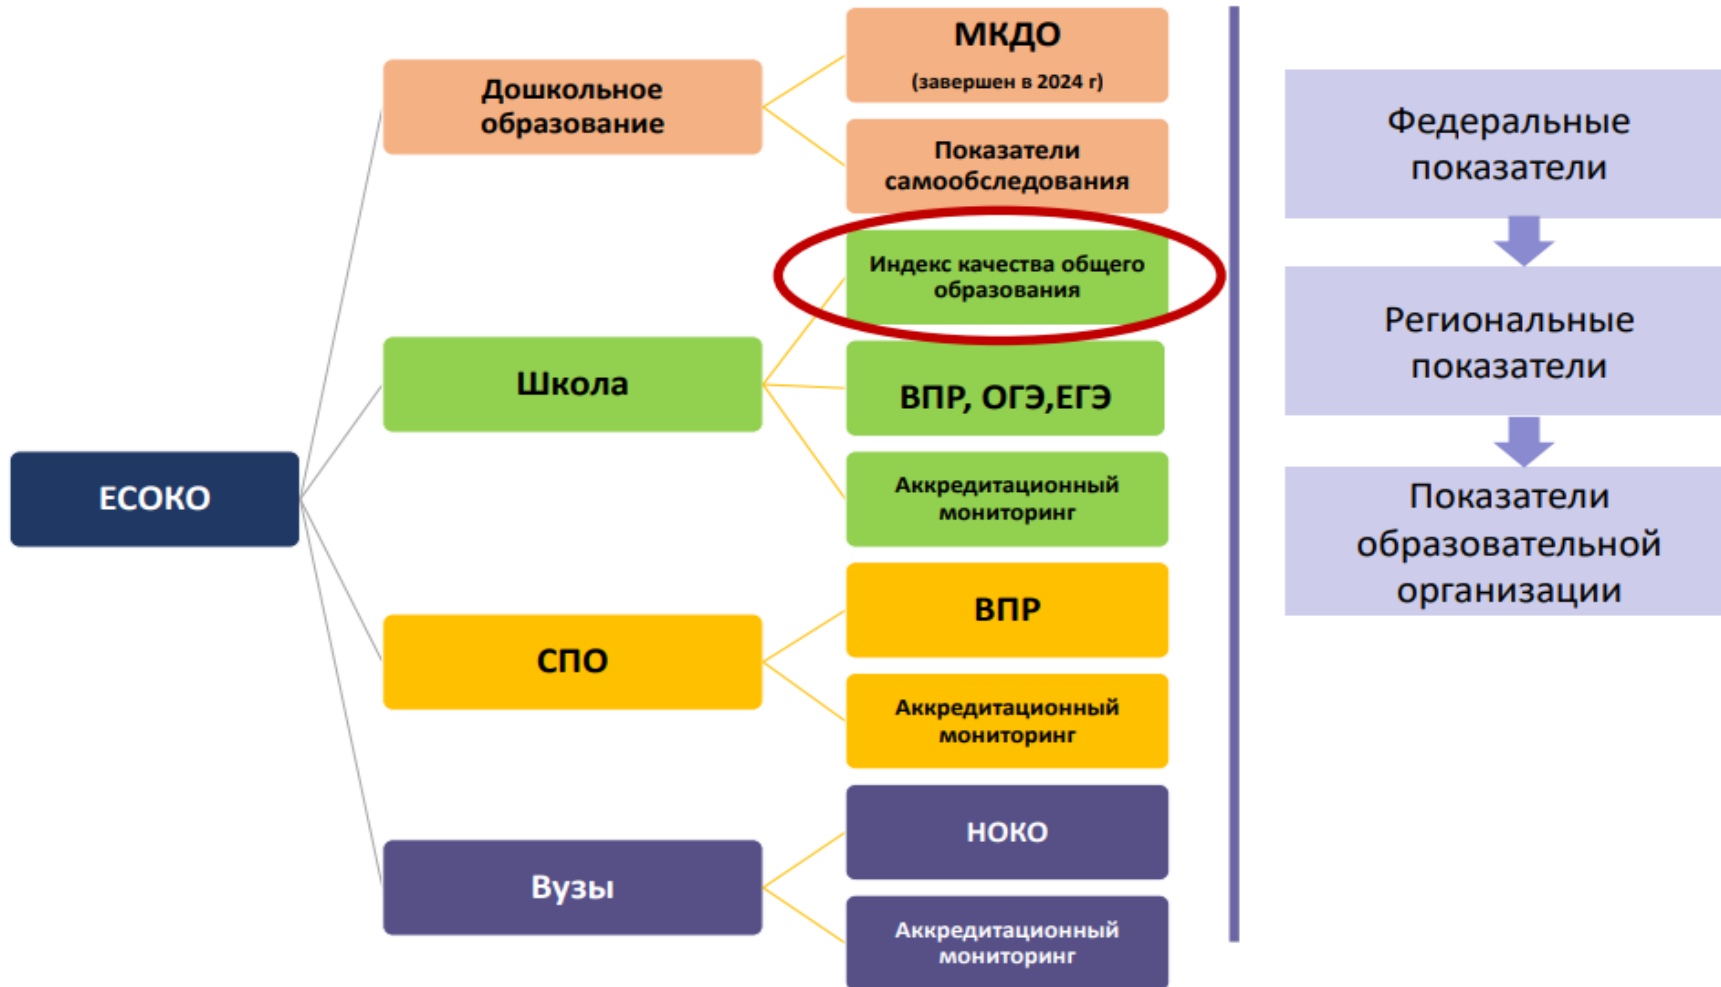 ЕСОКО
Дошкольное
образование
МКДО
(завершен в 2024 г)
Показатели
самообследования
Школа
Индекс качества общего
образования
ВПР, ОГЭ,ЕГЭ
Аккредитационный
мониторинг
СПО
ВПР
Аккредитационный
мониторинг
Вузы
НОКО
Аккредитационный
мониторинг
Федеральные
показатели
Региональные
показатели
Показатели
образовательной
организации